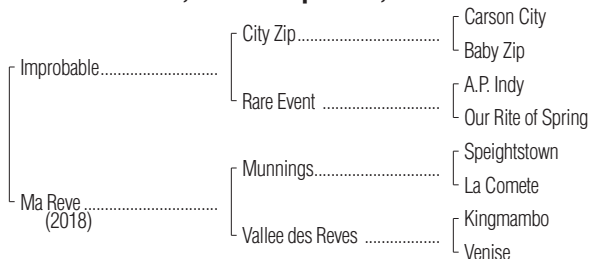 Carson City
City Zip
Baby Zip
Improbable
A.P. Indy
Rare Event
Our Rite of Spring
Speightstown
Munnings
La Comete
Ma Reve
(2018)
Kingmambo
Vallee des Reves
Venise